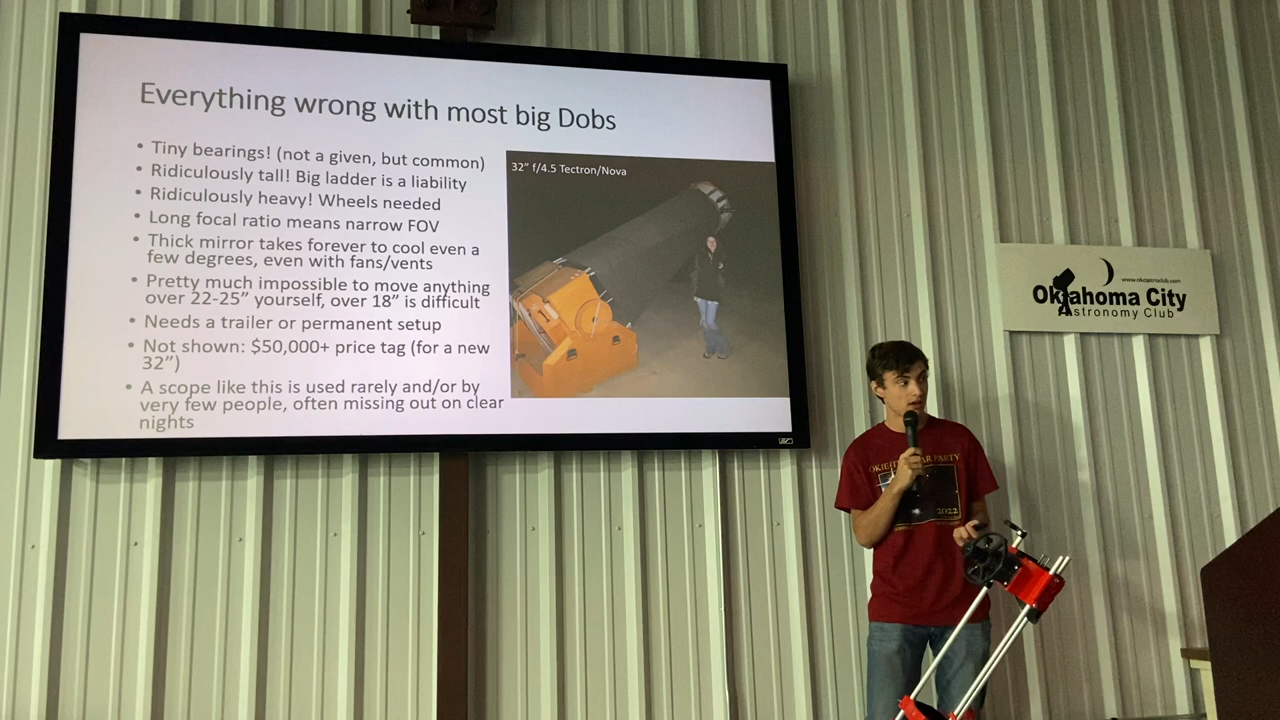 Everything wrong with most big Dobs
• Tiny bearings! (not a given, but common)
• Ridiculously tall! Big ladder is a liability
• Ridiculously heavy! Wheels needed
• Long focal ratio means narrow FOV
• Thick mirror takes forever to cool even a
few degrees, even with fans/vents
• Pretty much impossible to move anything
over 22-25” yourself, over 18” is difficult
• Needs a trailer or permanent setup
• Not shown: $50,000+ price tag (for a new
32”)
• A scope like this is used rarely and/or by
very few people, often missing out on clear
nights
32” f/4.5 Tectron/Nova
www.okcastroclub.com
Oklahoma City
Astronomy Club
PARTY
2022